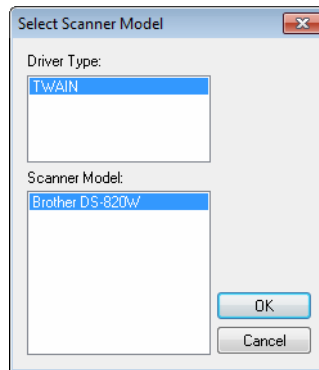 Select Scanner Model
Driver Type:
TWAIN
Scanner Model:
Brother DS-820W
OK
Cancel